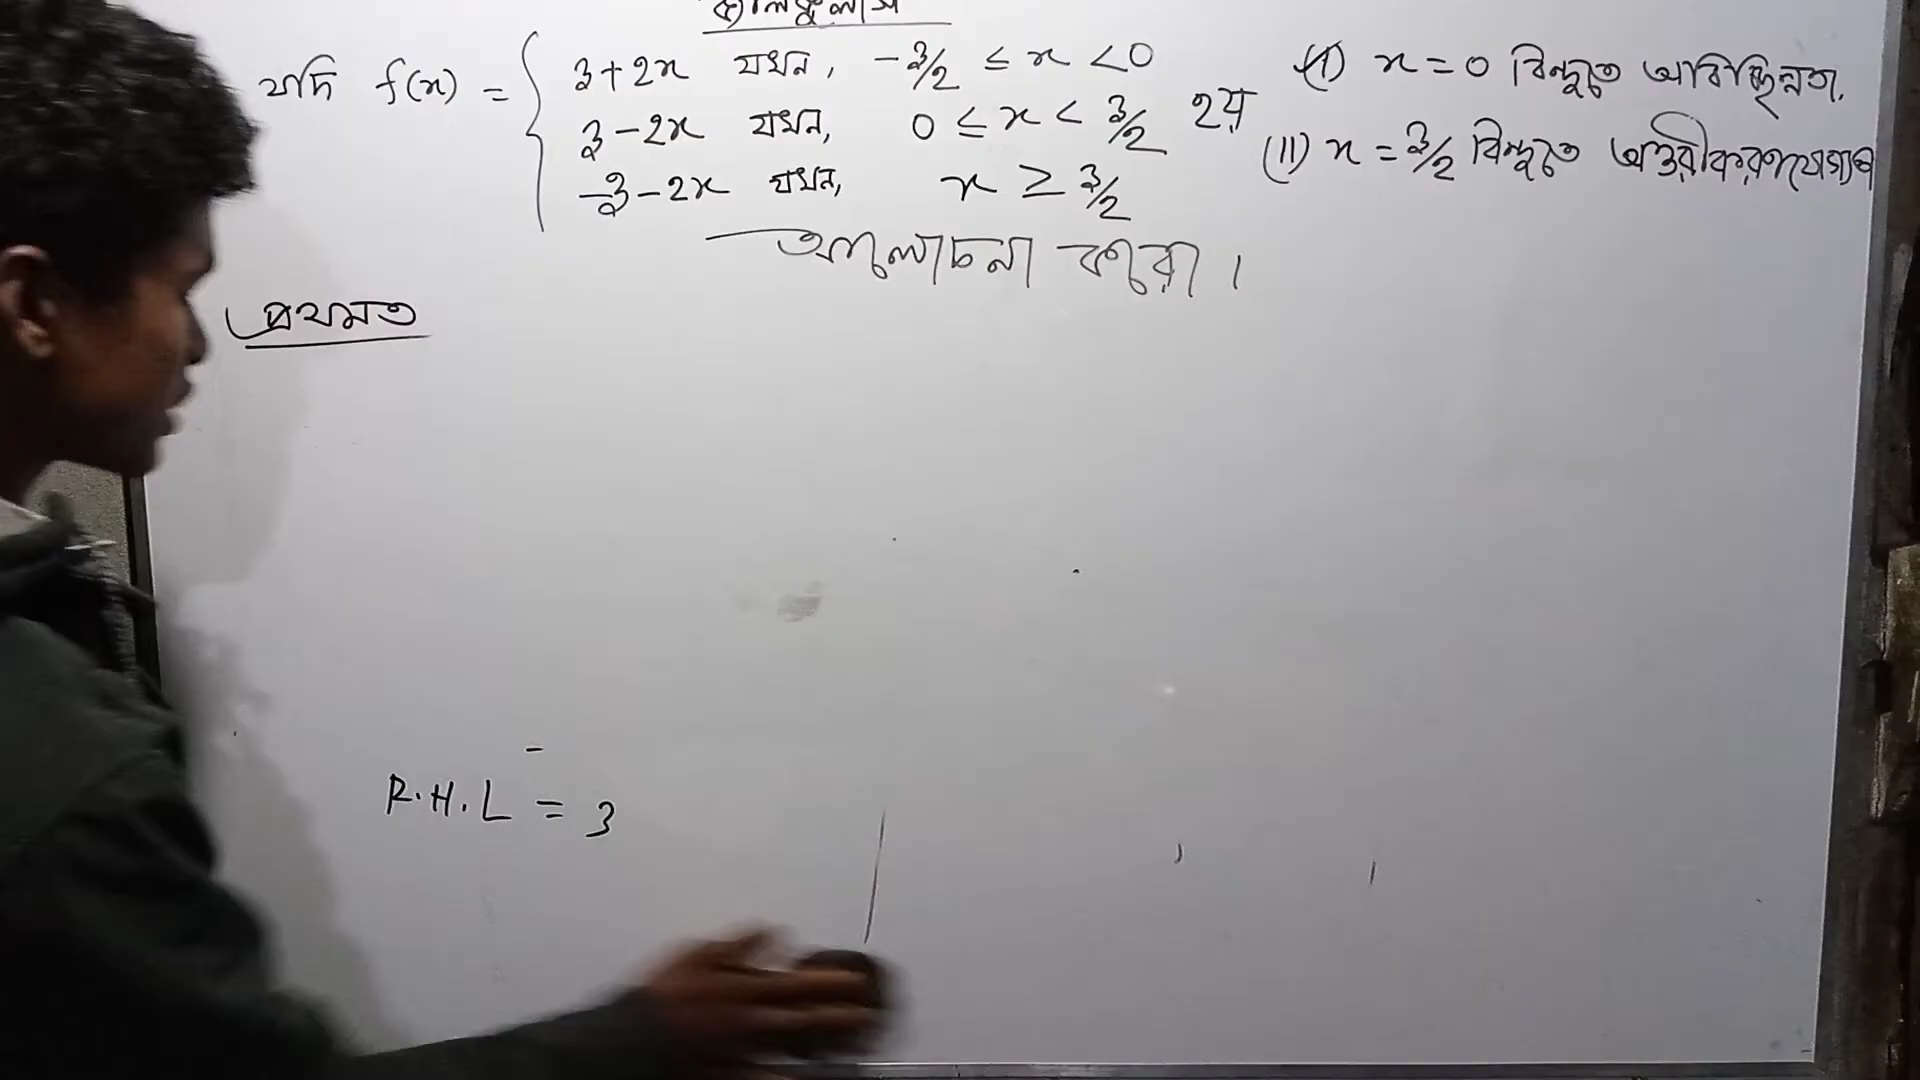 ক্যালকুলাস
যদি f(x) = { 3+2x যখন, -3/2 ≤ x < 0
3-2x যখন, 0 ≤ x < 3/2 হয়
-3-2x যখন, x ≥ 3/2
(I) x = 0 বিন্দুতে অবিচ্ছিন্নতা,
(II) x = 3/2 বিন্দুতে অন্তরীকরণযোগ্যতা
আলোচনা করো।
প্রথমত
R.H.L = 3